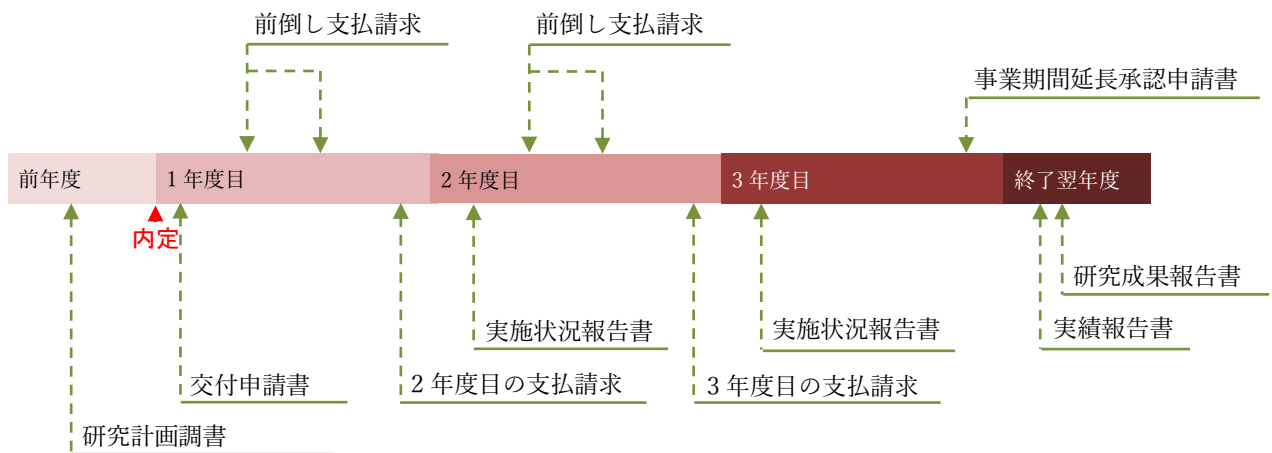 前倒し支払請求
前倒し支払請求
事業期間延長承認申請書
前年度
1 年度目
2 年度目
3 年度目
終了翌年度
内定
研究成果報告書
実施状況報告書
実施状況報告書
実績報告書
交付申請書
2 年度目の支払請求
3 年度目の支払請求
研究計画調書